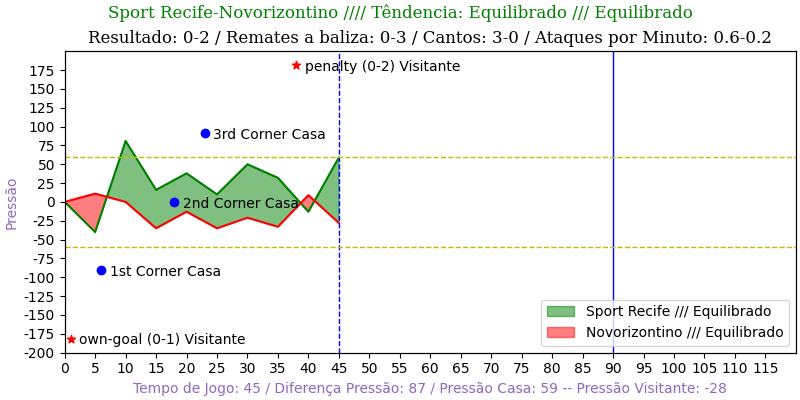 Sport Recife-Novorizontino //// Têndencia: Equilibrado /// Equilibrado
Resultado: 0-2 / Remates a baliza: 0-3 / Cantos: 3-0 / Ataques por Minuto: 0.6-0.2
Pressão
175
150
125
100
75
50
25
0
-25
-50
-75
-100
-125
-150
-175
-200
penalty (0-2) Visitante
3rd Corner Casa
2nd Corner Casa
1st Corner Casa
own-goal (0-1) Visitante
Sport Recife /// Equilibrado
Novorizontino /// Equilibrado
0 5 10 15 20 25 30 35 40 45 50 55 60 65 70 75 80 85 90 95 100 105 110 115
Tempo de Jogo: 45 / Diferença Pressão: 87 / Pressão Casa: 59 -- Pressão Visitante: -28